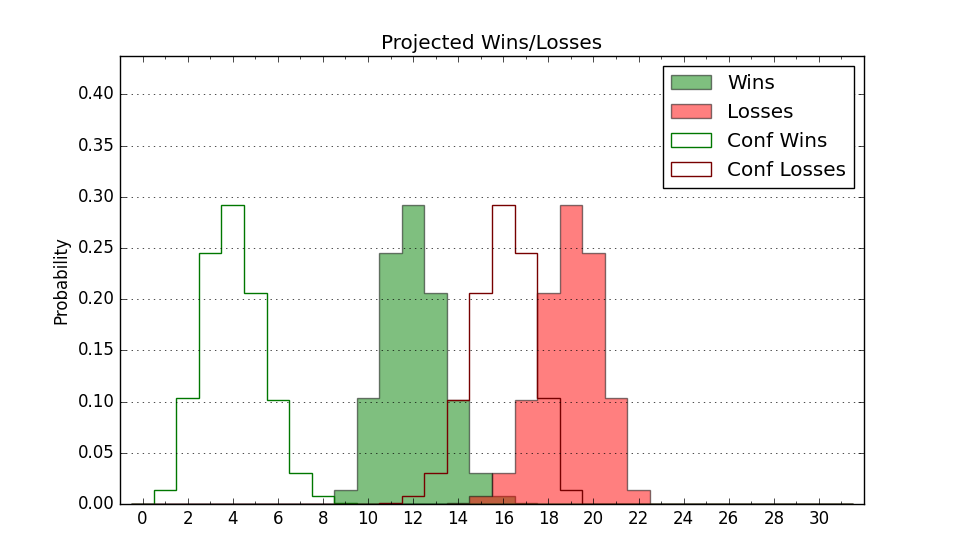 Projected Wins/Losses
Wins
Losses
Conf Wins
Conf Losses
Probability
0.40
0.35
0.30
0.25
0.20
0.15
0.10
0.05
0.00
0 2 4 6 8 10 12 14 16 18 20 22 24 26 28 30